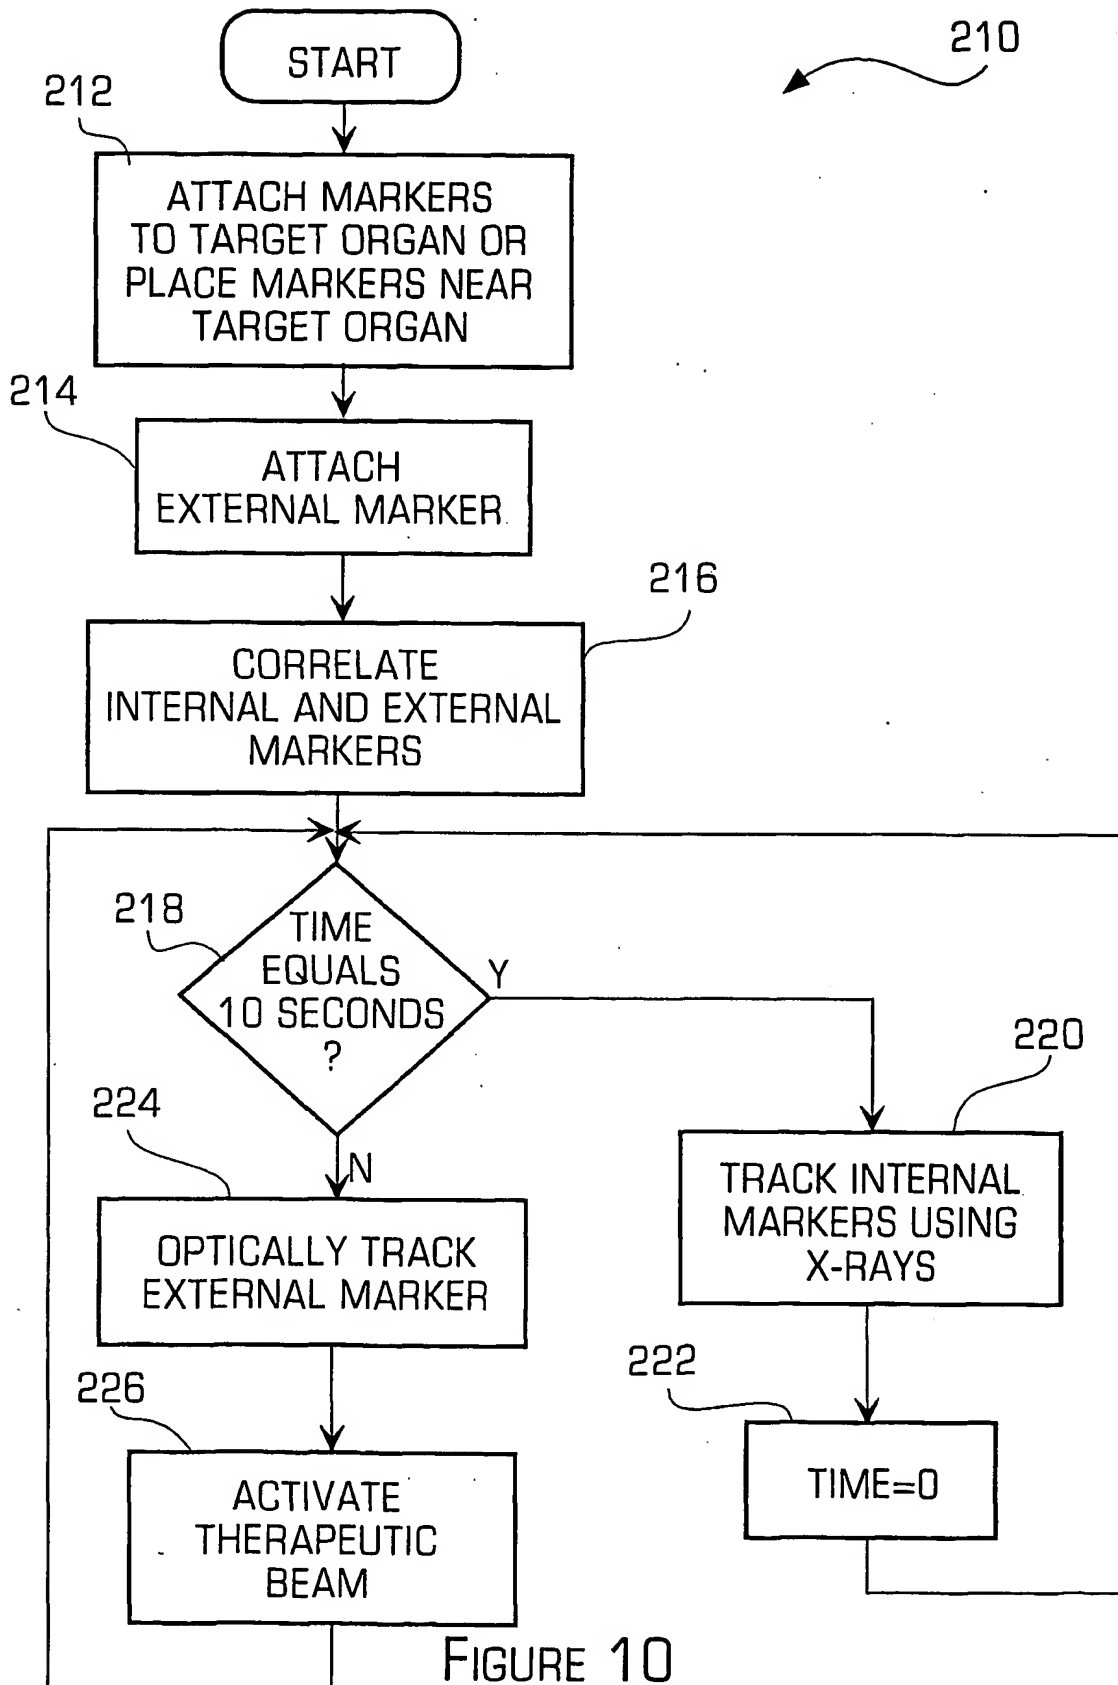 START
210
212
ATTACH MARKERS
TO TARGET ORGAN OR
PLACE MARKERS NEAR
TARGET ORGAN
214
ATTACH
EXTERNAL MARKER
216
CORRELATE
INTERNAL AND EXTERNAL
MARKERS
218
TIME
EQUALS
10 SECONDS
?
Y
N
220
TRACK INTERNAL
MARKERS USING
X-RAYS
224
OPTICALLY TRACK
EXTERNAL MARKER
222
TIME=0
226
ACTIVATE
THERAPEUTIC
BEAM
FIGURE 10